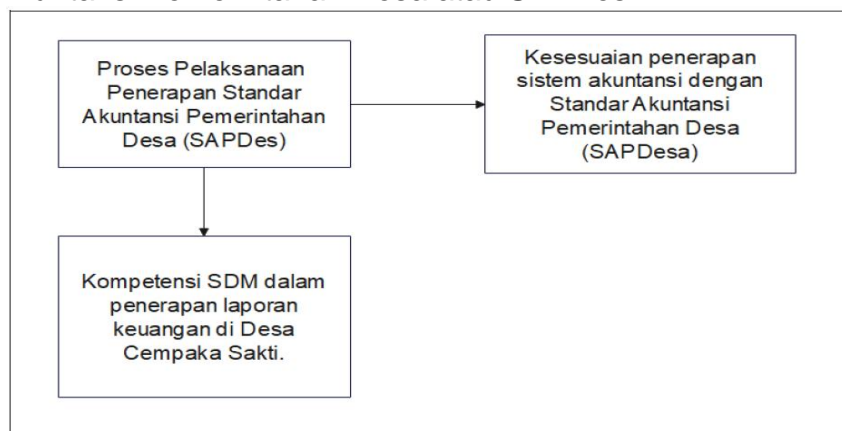 Proses Pelaksanaan
Penerapan Standar
Akuntansi Pemerintahan
Desa (SAPDes)
Kesesuaian penerapan
sistem akuntansi dengan
Standar Akuntansi
Pemerintahan Desa
(SAPDesa)
Kompetensi SDM dalam
penerapan laporan
keuangan di Desa
Cempaka Sakti.